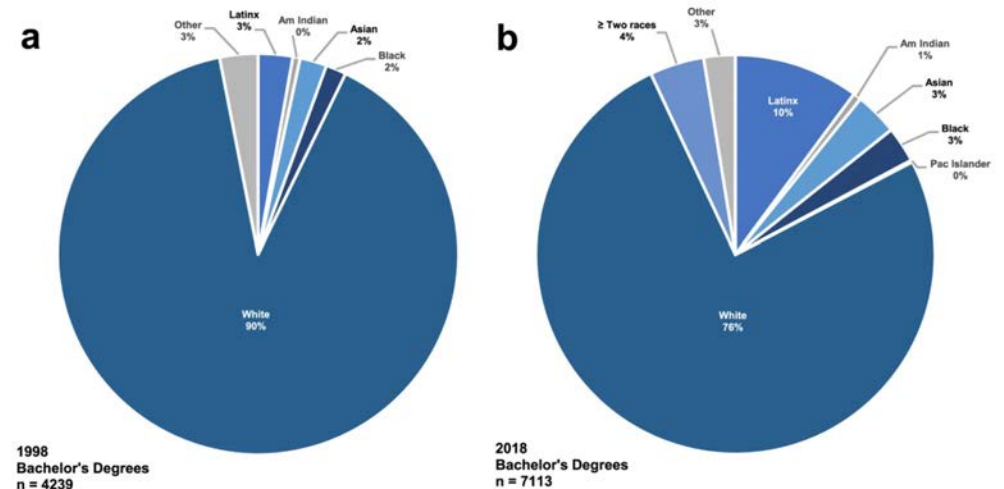 a
Other
3%
Latinx
3%
Am Indian
0%
Asian
2%
Black
2%
White
90%
1998
Bachelor's Degrees
n = 4239
b
≥ Two races
4%
Other
3%
Latinx
10%
Am Indian
1%
Asian
3%
Black
3%
Pac Islander
0%
White
76%
2018
Bachelor's Degrees
n = 7113